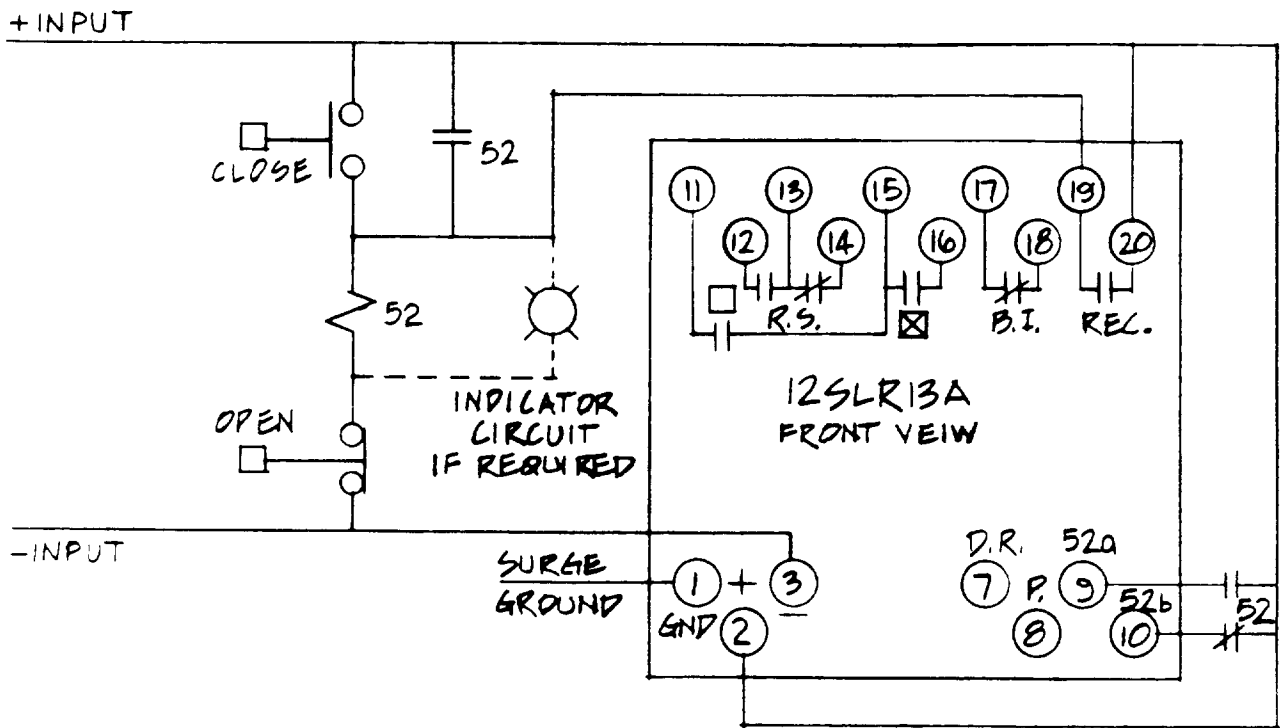 +INPUT
CLOSE
52
52
OPEN
INDICATOR
CIRCUIT
IF REQUIRED
-INPUT
SURGE
GROUND
11
13
15
17
19
12
14
16
18
20
R.S.
B.I.
REC.
12SLR13A
FRONT VEIW
D.R. 52a
1 + 3
7 P. 9
GND 2 –
8 10
52b 52